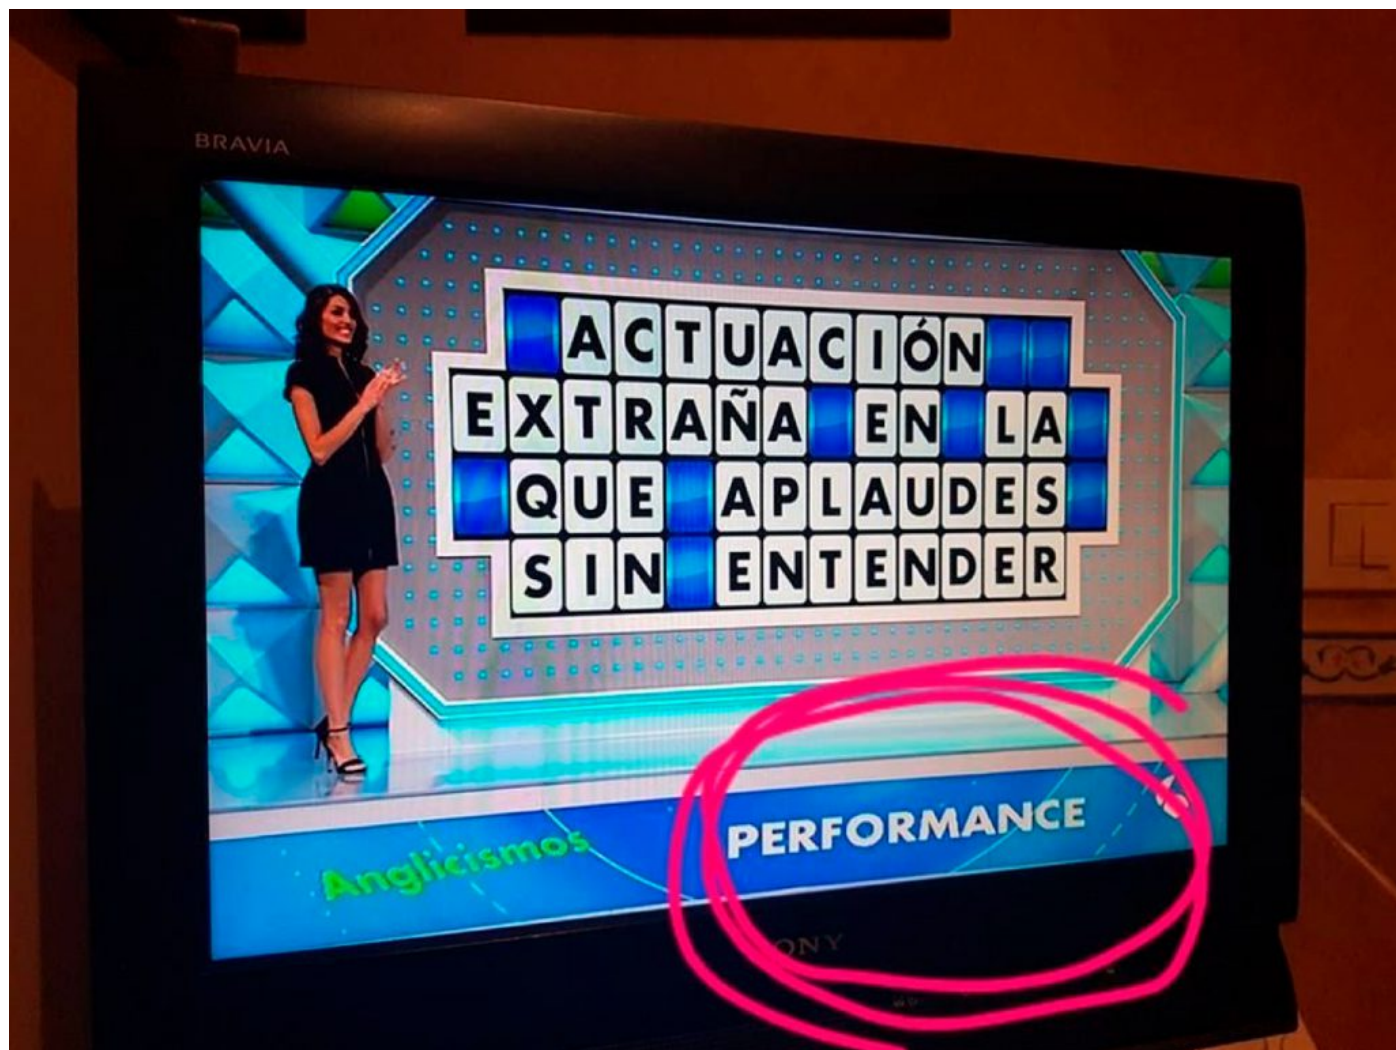 BRAVIA
ACTUACIÓN
EXTRAÑA EN LA
QUE APLAUDES
SIN ENTENDER
Anglicismos
PERFORMANCE